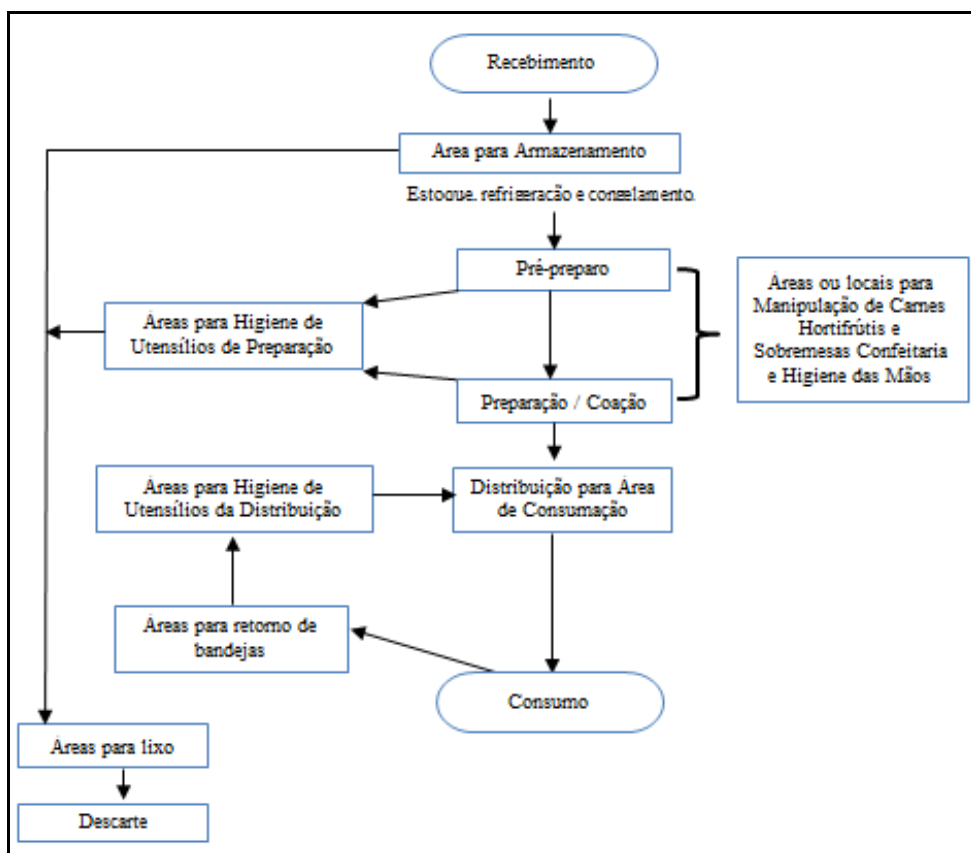 Recebimento
Area para Armazenamento
Estoque, refrigeração e congelamento.
Pré-preparo
Áreas ou locais para
Manipulação de Carnes
Hortifrútis e
Sobremesas Confeitaria
e Higiene das Mãos
Áreas para Higiene de
Utensílios de Preparação
Preparação / Coação
Áreas para Higiene de
Utensílios da Distribuição
Distribuição para Área
de Consumação
Áreas para retorno de
bandejas
Consumo
Áreas para lixo
Descarte